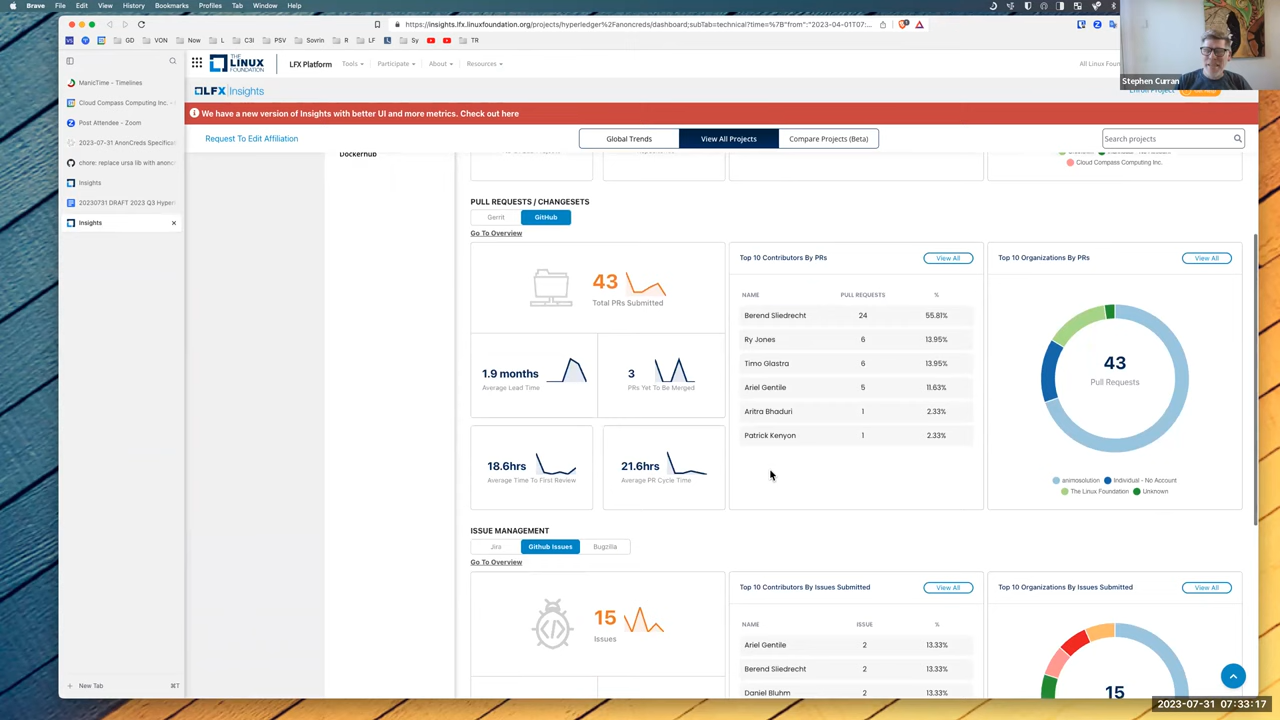 Brave File Edit View History Bookmarks Profiles Tab Window Help
https://insights.lfx.linuxfoundation.org/projects/hyperledger%2Fanoncreds/dashboard;subTab=technical?time=%7B"from":"2023-04-01T07:...
GD VON Now L C3I PSV Sovrin R LF Sy TR
ManicTime - Timelines
Cloud Compass Computing Inc. -
Post Attendee - Zoom
2023-07-31 AnonCreds Specifica
chore: replace ursa lib with anonc
Insights
20230731 DRAFT 2023 Q3 Hyper
Insights
New Tab ⌘T
THE LINUX FOUNDATION
LFX Platform Tools Participate About Resources
All Linux Foun
Stephen Curran
LFX Insights
Enroll Project
We have a new version of Insights with better UI and more metrics. Check out here
Request To Edit Affiliation
Global Trends View All Projects Compare Projects (Beta)
Search projects
Dockerhub
Cloud Compass Computing Inc.
PULL REQUESTS / CHANGESETS
Gerrit GitHub
Go To Overview
43
Total PRs Submitted
1.9 months
Average Lead Time
3
PRs Yet To Be Merged
18.6hrs
Average Time To First Review
21.6hrs
Average PR Cycle Time
Top 10 Contributors By PRs View All
NAME PULL REQUESTS %
Berend Sliedrecht 24 55.81%
Ry Jones 6 13.95%
Timo Glastra 6 13.95%
Ariel Gentile 5 11.63%
Aritra Bhaduri 1 2.33%
Patrick Kenyon 1 2.33%
Top 10 Organizations By PRs View All
43
Pull Requests
animosolution Individual - No Account
The Linux Foundation Unknown
ISSUE MANAGEMENT
Jira Github Issues Bugzilla
Go To Overview
15
Issues
Top 10 Contributors By Issues Submitted View All
NAME ISSUE %
Ariel Gentile 2 13.33%
Berend Sliedrecht 2 13.33%
Daniel Bluhm 2 13.33%
Top 10 Organizations By Issues Submitted View All
15
2023-07-31 07:33:17